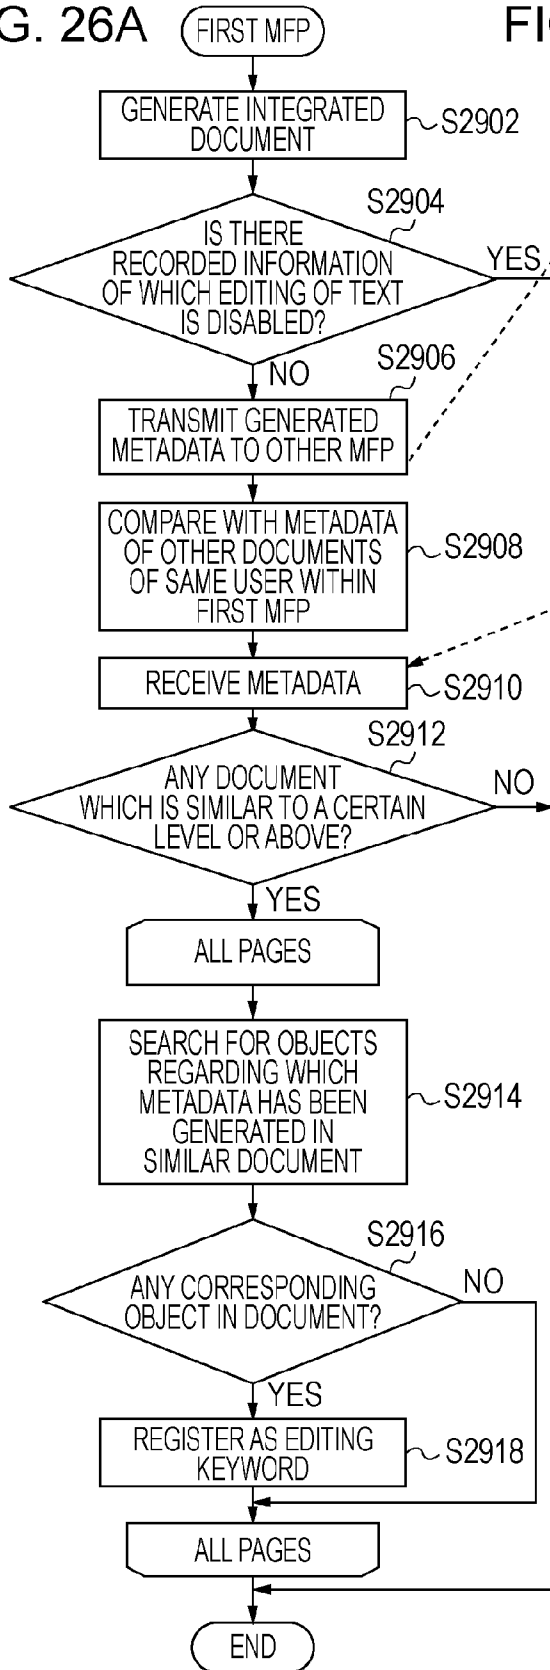 G. 26A
FIRST MFP
FIG
GENERATE INTEGRATED
DOCUMENT
S2902
S2904
IS THERE
RECORDED INFORMATION
OF WHICH EDITING OF TEXT
IS DISABLED?
YES
NO
S2906
TRANSMIT GENERATED
METADATA TO OTHER MFP
COMPARE WITH METADATA
OF OTHER DOCUMENTS
OF SAME USER WITHIN
FIRST MFP
S2908
RECEIVE METADATA
S2910
S2912
ANY DOCUMENT
WHICH IS SIMILAR TO A CERTAIN
LEVEL OR ABOVE?
NO
YES
ALL PAGES
SEARCH FOR OBJECTS
REGARDING WHICH
METADATA HAS BEEN
GENERATED IN
SIMILAR DOCUMENT
S2914
S2916
ANY CORRESPONDING
OBJECT IN DOCUMENT?
NO
YES
REGISTER AS EDITING
KEYWORD
S2918
ALL PAGES
END